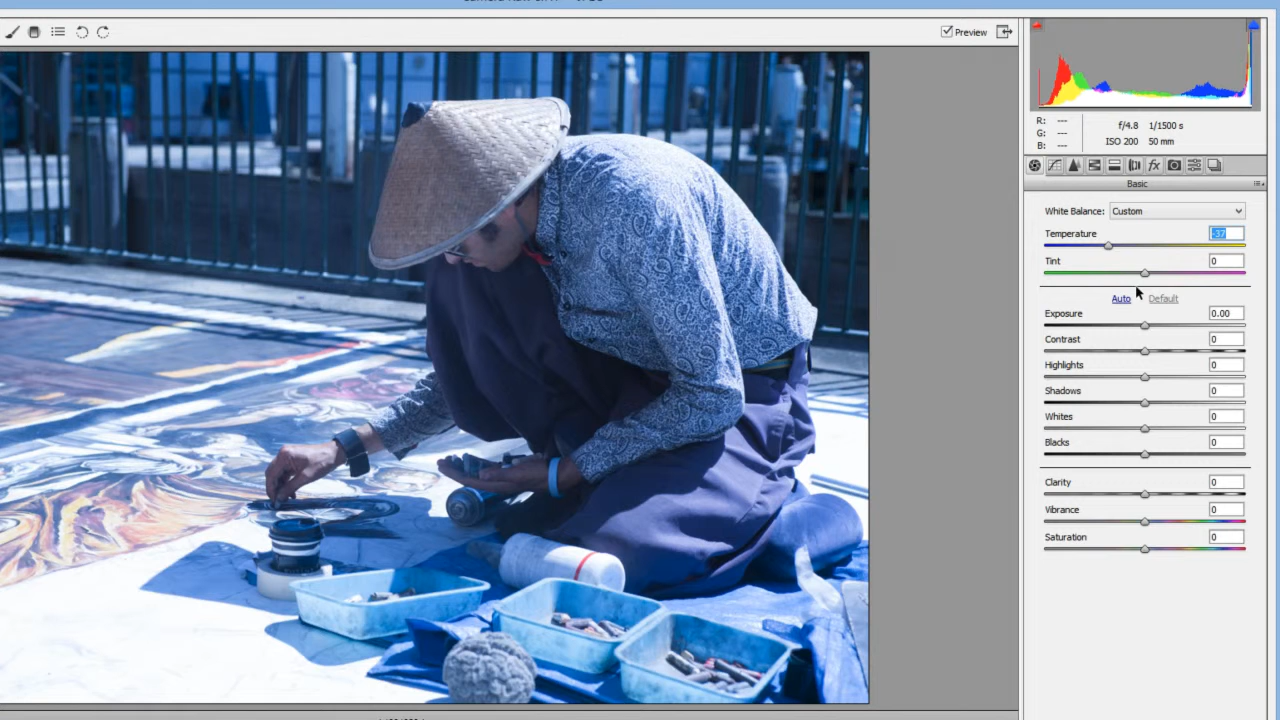 Preview
R: ---
G: ---
B: ---
f/4.8 1/1500 s
ISO 200 50 mm
fx
Basic
White Balance: Custom
Temperature -37
Tint 0
Auto Default
Exposure 0.00
Contrast 0
Highlights 0
Shadows 0
Whites 0
Blacks 0
Clarity 0
Vibrance 0
Saturation 0